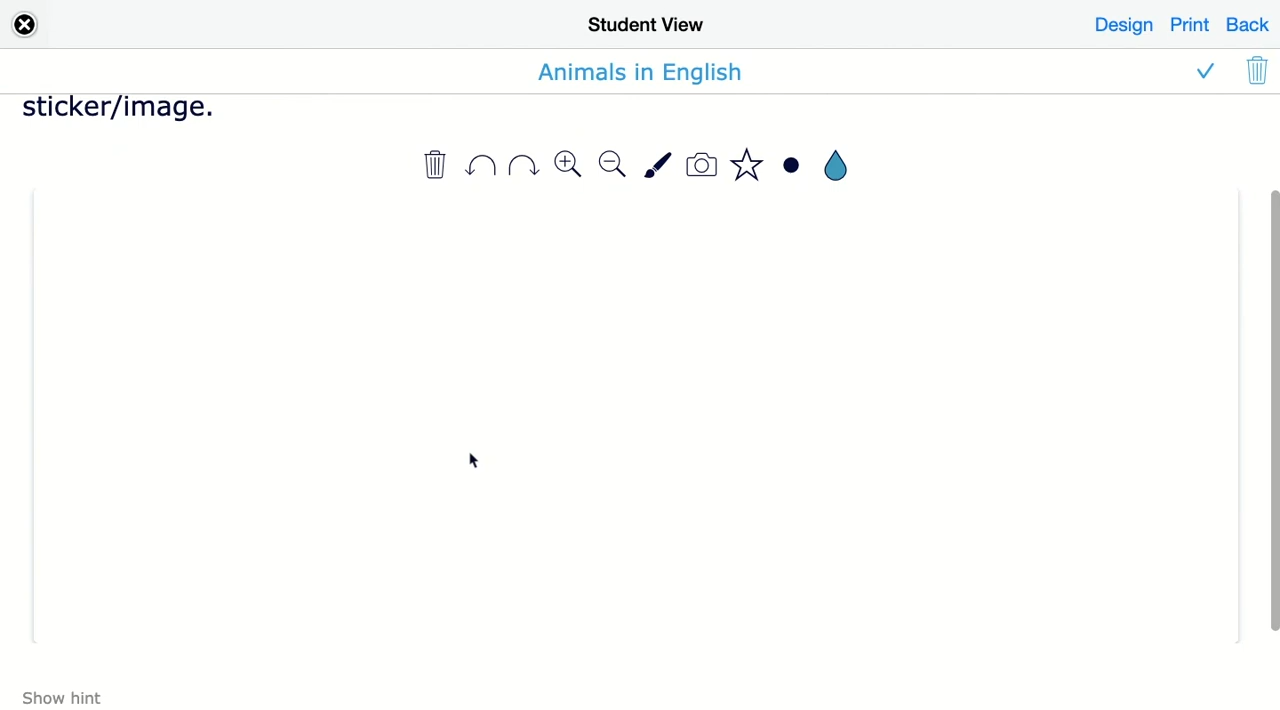 Student View
Design Print Back
Animals in English
sticker/image.
Show hint